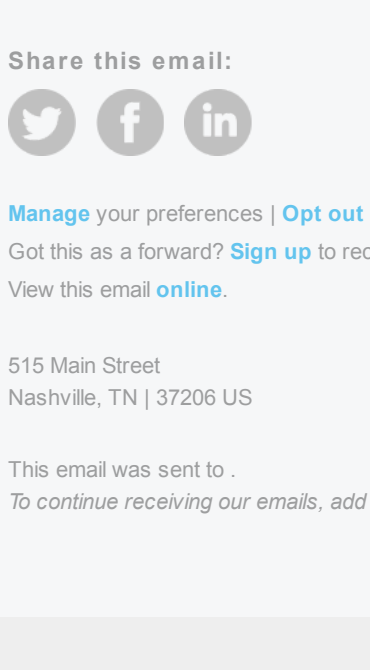 Share this email:
Manage your preferences | Opt out
Got this as a forward? Sign up to
View this email online.
515 Main Street
Nashville, TN | 37206 US
This email was sent to .
To continue receiving our emails, add